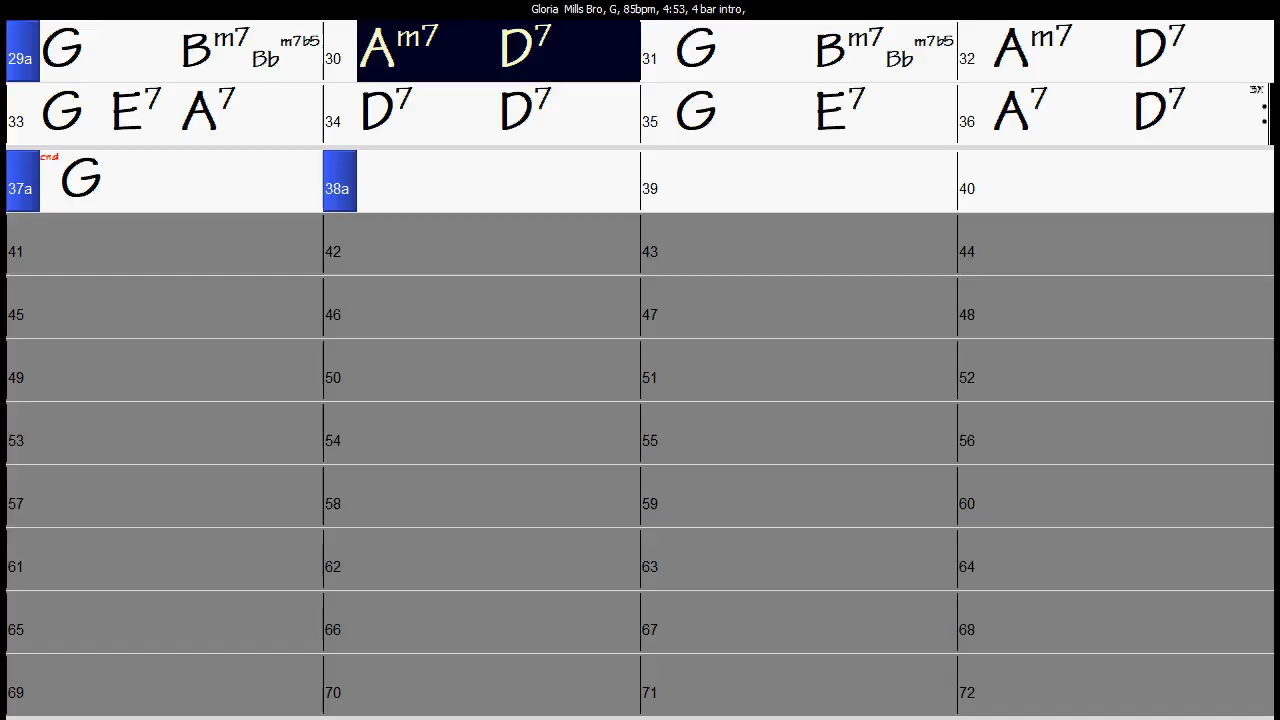 Gloria  Mills Bro, G, 85bpm, 4:53, 4 bar intro,
29a G Bm7 Bbm7b5 30 Am7 D7 31 G Bm7 Bbm7b5 32 Am7 D7
33 G E7 A7 34 D7 D7 35 G E7 36 A7 D7 3X
37a end G 38a 39 40
41 42 43 44
45 46 47 48
49 50 51 52
53 54 55 56
57 58 59 60
61 62 63 64
65 66 67 68
69 70 71 72